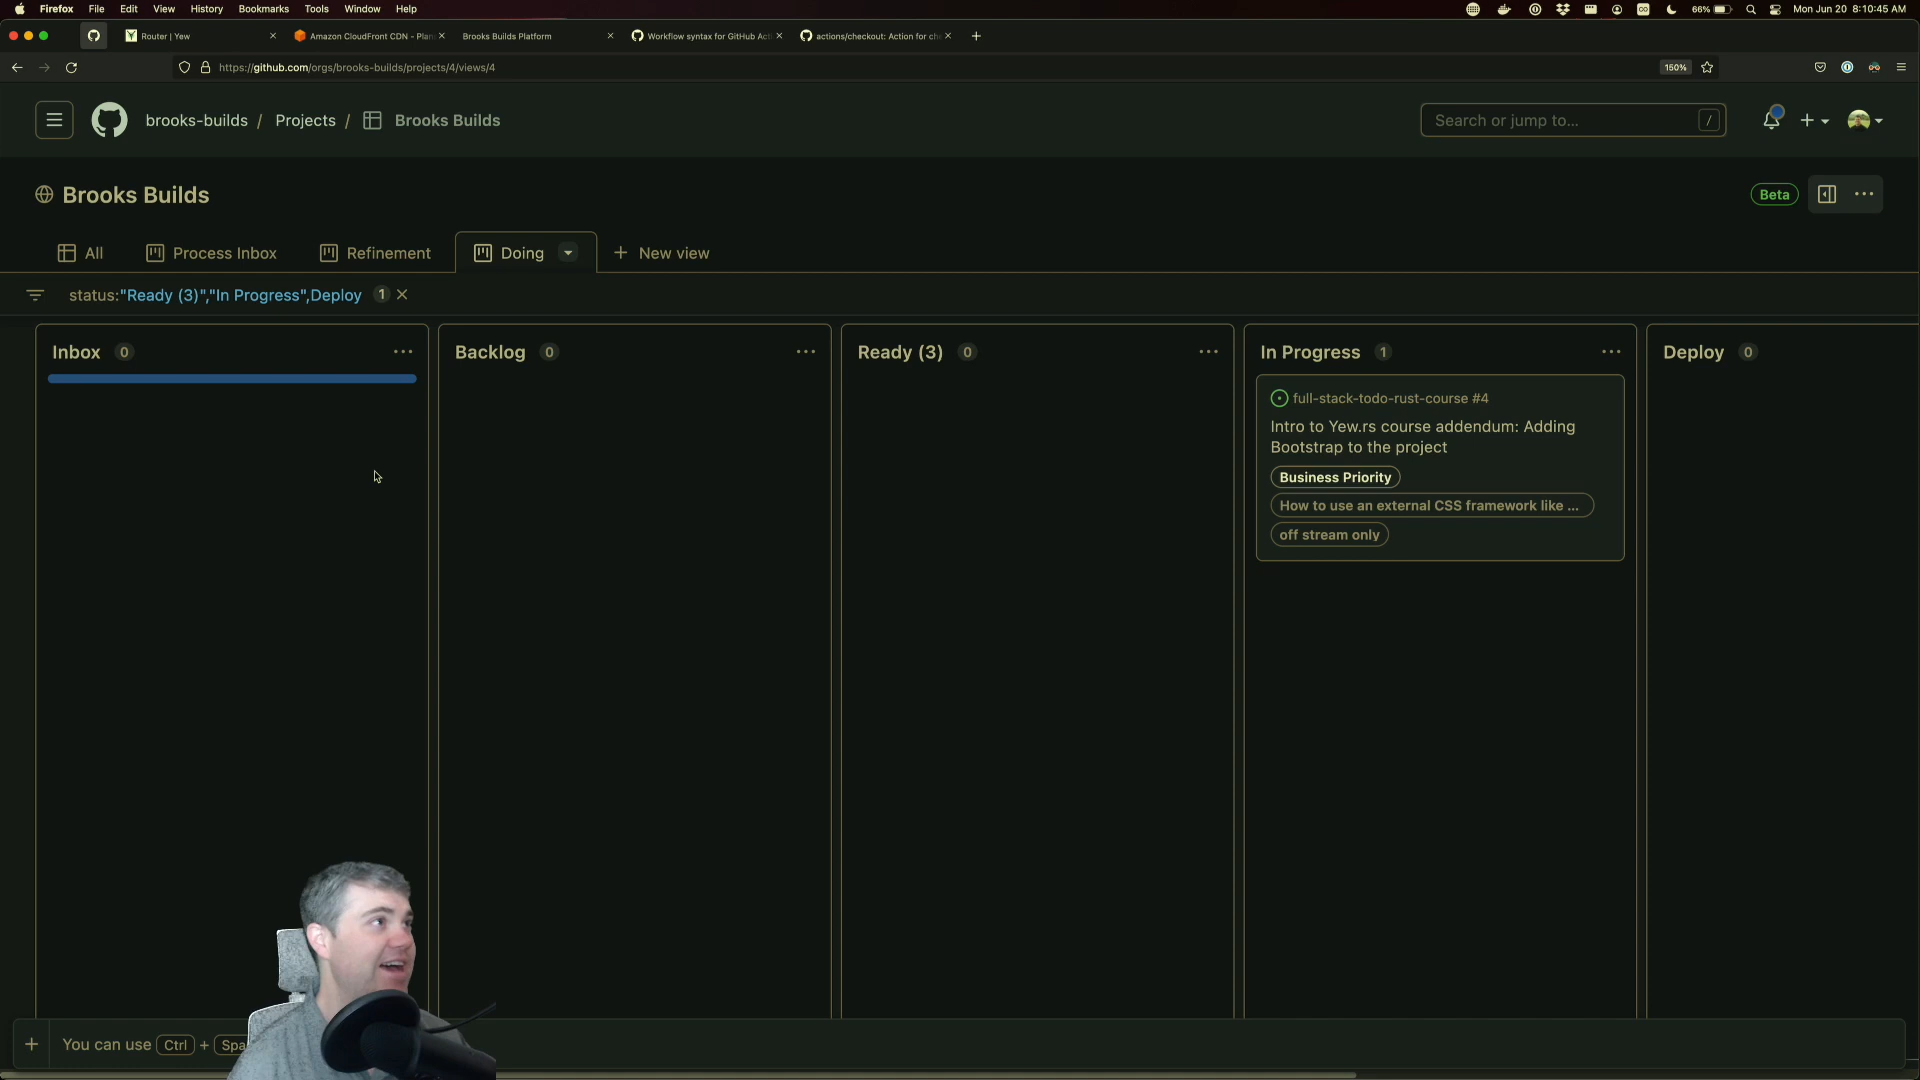 Firefox File Edit View History Bookmarks Tools Window Help 66% Mon Jun 20 8:10:45 AM
Router | Yew
Amazon CloudFront CDN - Plan
Brooks Builds Platform
Workflow syntax for GitHub Act
actions/checkout: Action for che
https://github.com/orgs/brooks-builds/projects/4/views/4 150%
brooks-builds / Projects / Brooks Builds
Search or jump to... /
Brooks Builds
Beta
All
Process Inbox
Refinement
Doing
New view
status:"Ready (3)","In Progress",Deploy 1
Inbox 0
Backlog 0
Ready (3) 0
In Progress 1
Deploy 0
full-stack-todo-rust-course #4
Intro to Yew.rs course addendum: Adding
Bootstrap to the project
Business Priority
How to use an external CSS framework like ...
off stream only
You can use Ctrl + Spa